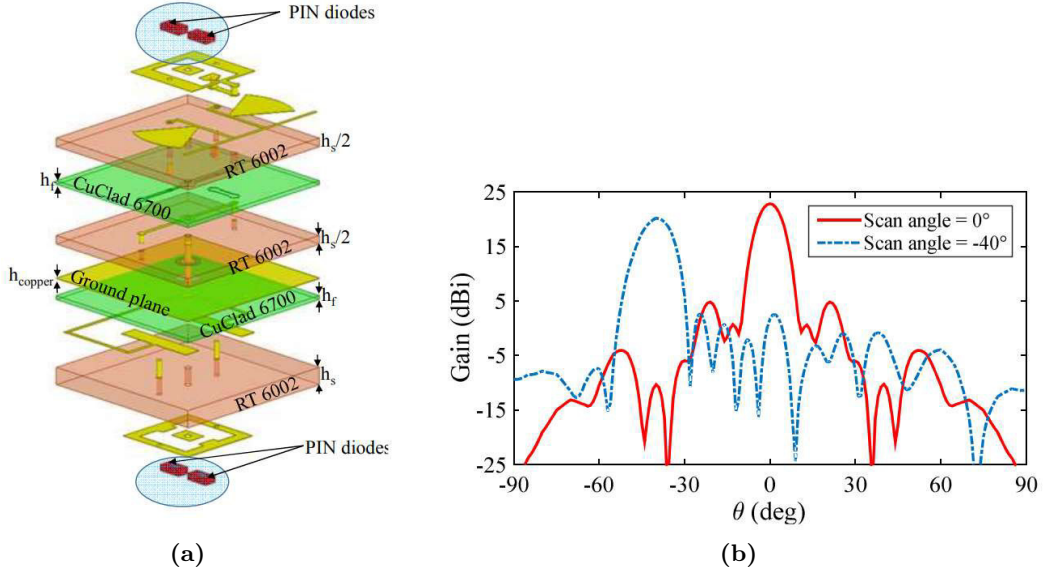 PIN diodes
h_s/2
RT 6002
h_f
CuClad 6700
h_s/2
RT 6002
h_copper
Ground plane
h_f
CuClad 6700
h_s
RT 6002
PIN diodes
(a)
25
15
5
-5
-15
-25
Gain (dBi)
Scan angle = 0°
Scan angle = -40°
-90 -60 -30 0 30 60 90
θ (deg)
(b)